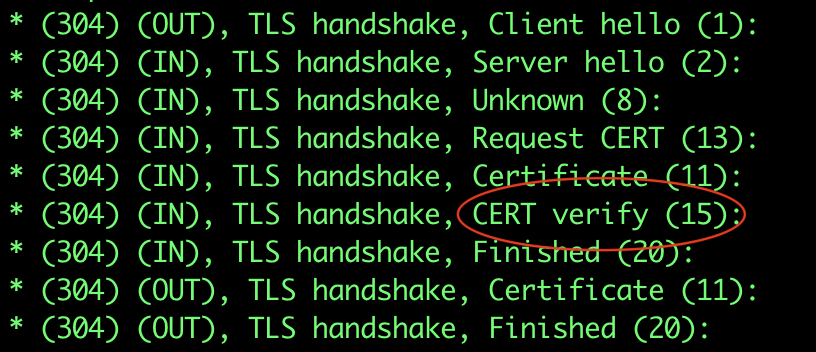 * (304) (OUT), TLS handshake, Client hello (1):
* (304) (IN), TLS handshake, Server hello (2):
* (304) (IN), TLS handshake, Unknown (8):
* (304) (IN), TLS handshake, Request CERT (13):
* (304) (IN), TLS handshake, Certificate (11):
* (304) (IN), TLS handshake, CERT verify (15):
* (304) (IN), TLS handshake, Finished (20):
* (304) (OUT), TLS handshake, Certificate (11):
* (304) (OUT), TLS handshake, Finished (20):